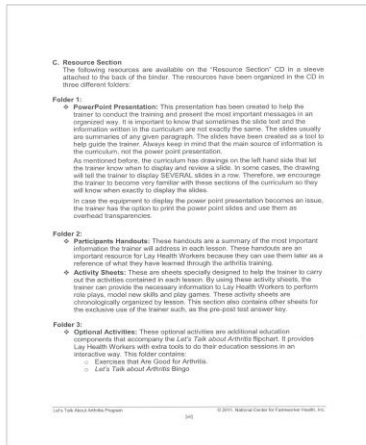 C. Resource Section
The following resources are available on the "Resource Section" CD in a sleeve
attached to the back of the binder. The resources have been organized in the CD in
three different folders:
Folder 1:
❖ PowerPoint Presentation: This presentation has been created to help the
trainer to conduct the training and present the most important messages in an
organized way. It is important to know that sometimes the slide text and the
information written in the curriculum are not exactly the same. The slides usually
are summaries of any given paragraph. The slides have been created as a tool to
help guide the trainer. Always keep in mind that the main source of information is
the curriculum, not the power point presentation.
As mentioned before, the curriculum has drawings on the left hand side that let
the trainer know when to display and review a slide. In some cases, the drawing
will tell the trainer to display SEVERAL slides in a row. Therefore, we encourage
the trainer to become very familiar with these sections of the curriculum so they
will know when exactly to display the slides.
In case the equipment to display the power point presentation becomes an issue,
the trainer has the option to print the power point slides and use them as
overhead transparencies.
Folder 2:
❖ Participants Handouts: These handouts are a summary of the most important
information the trainer will address in each lesson. These handouts are an
important resource for Lay Health Workers because they can use them later as a
reference of what they have learned through the arthritis training.
❖ Activity Sheets: These are sheets specially designed to help the trainer to carry
out the activities contained in each lesson. By using these activity sheets, the
trainer can provide the necessary information to Lay Health Workers to perform
role plays, model new skills and play games. These activity sheets are
chronologically organized by lesson. This section also contains other sheets for
the exclusive use of the trainer such, as the pre-post test answer key.
Folder 3:
❖ Optional Activities: These optional activities are additional education
components that accompany the Let's Talk about Arthritis flipchart. It provides
Lay Health Workers with extra tools to do their education sessions in an
interactive way. This folder contains:
○ Exercises that Are Good for Arthritis.
○ Let's Talk about Arthritis Bingo
Let's Talk About Arthritis Program © 2011, National Center for Farmworker Health, Inc.